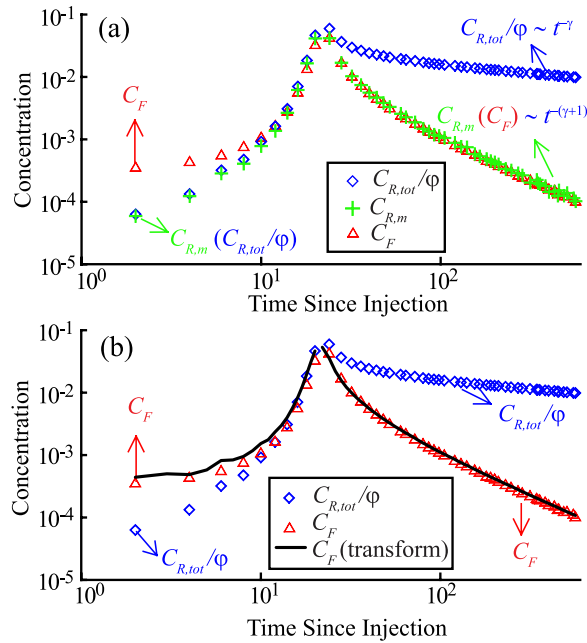 (a)
C_{R,tot}/φ ~ t^{-γ}
C_F
C_{R,m} (C_F) ~ t^{-(γ+1)}
C_{R,m} (C_{R,tot}/φ)
C_{R,tot}/φ
C_{R,m}
C_F
Concentration
10^{-1}
10^{-2}
10^{-3}
10^{-4}
10^{-5}
10^0
10^1
10^2
Time Since Injection
(b)
C_F
C_{R,tot}/φ
C_{R,tot}/φ
C_F
C_{R,tot}/φ
C_F
C_F (transform)
Concentration
10^{-1}
10^{-2}
10^{-3}
10^{-4}
10^{-5}
10^0
10^1
10^2
Time Since Injection